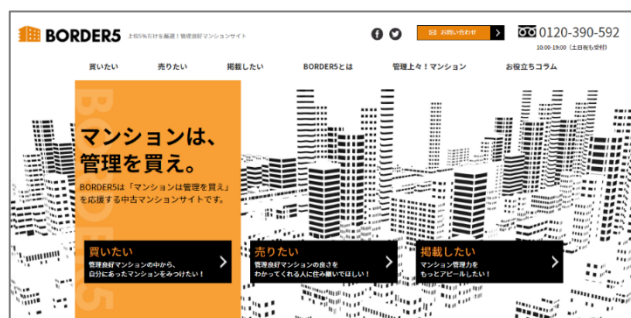 BORDER5
上位5%だけを厳選!管理良好マンションサイト
お問い合わせ
0120-390-592
10:00-19:00(土日祝も受付)
買いたい
売りたい
掲載したい
BORDER5とは
管理上々!マンション
お役立ちコラム
BORDER5
マンションは、
管理を買え。
BORDER5は「マンションは管理を買え」
を応援する中古マンションサイトです。
買いたい
管理良好マンションの中から、
自分にあったマンションをみつけたい!
売りたい
管理良好マンションの良さを
わかってくれる人に住み継いでほしい!
掲載したい
マンション管理力を
もっとアピールしたい!